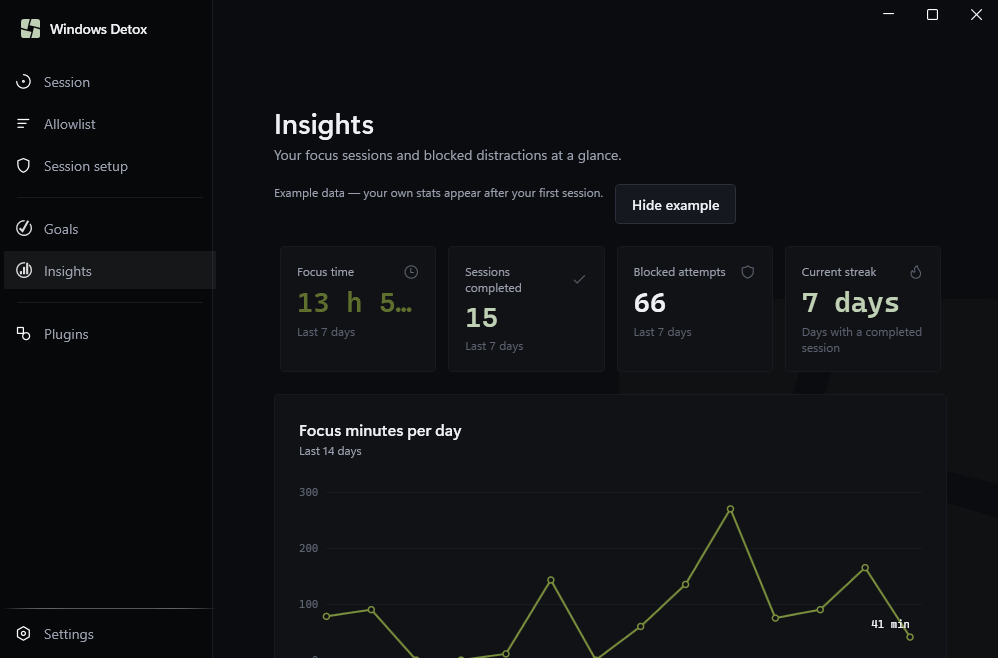 Windows Detox
Session
Allowlist
Session setup
Goals
Insights
Plugins
Settings
Insights
Your focus sessions and blocked distractions at a glance.
Example data — your own stats appear after your first session.
Hide example
Focus time
13 h 5…
Last 7 days
Sessions
completed
15
Last 7 days
Blocked attempts
66
Last 7 days
Current streak
7 days
Days with a completed
session
Focus minutes per day
Last 14 days
300
200
100
41 min